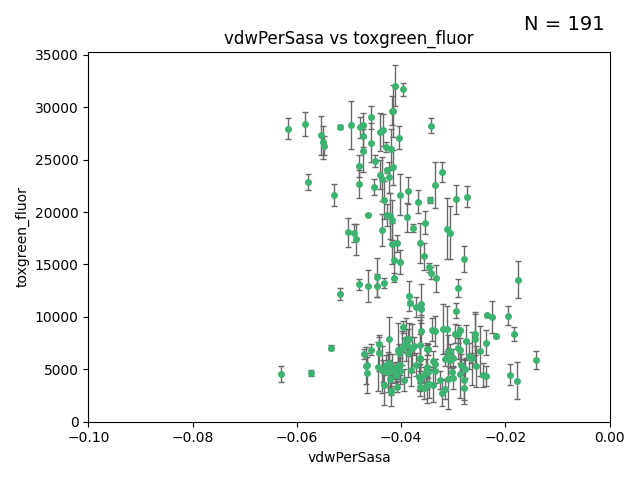 N = 191
vdwPerSasa vs toxgreen_fluor
35000
30000
25000
20000
15000
10000
5000
0
toxgreen_fluor
−0.10 −0.08 −0.06 −0.04 −0.02 0.00
vdwPerSasa